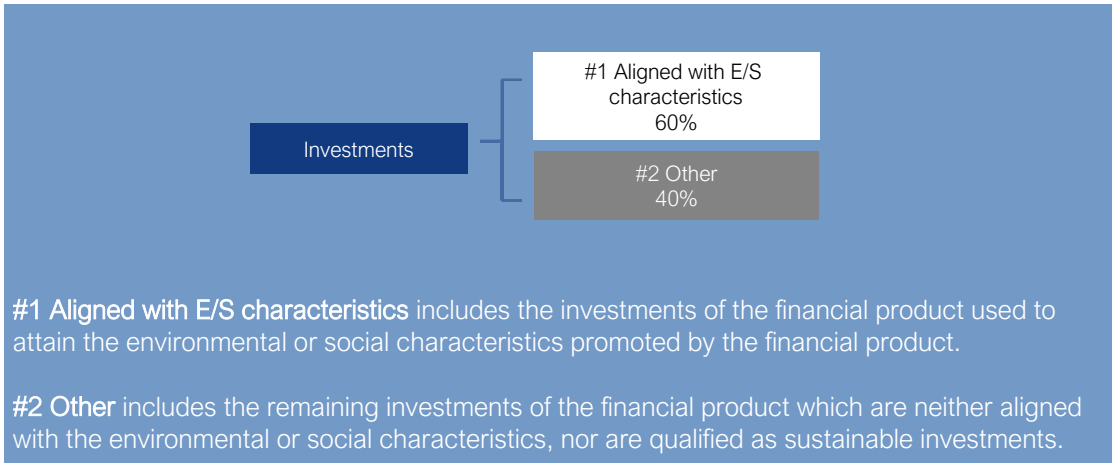 #1 Aligned with E/S
characteristics
60%
Investments
#2 Other
40%
#1 Aligned with E/S characteristics includes the investments of the financial product used to
attain the environmental or social characteristics promoted by the financial product.
#2 Other includes the remaining investments of the financial product which are neither aligned
with the environmental or social characteristics, nor are qualified as sustainable investments.